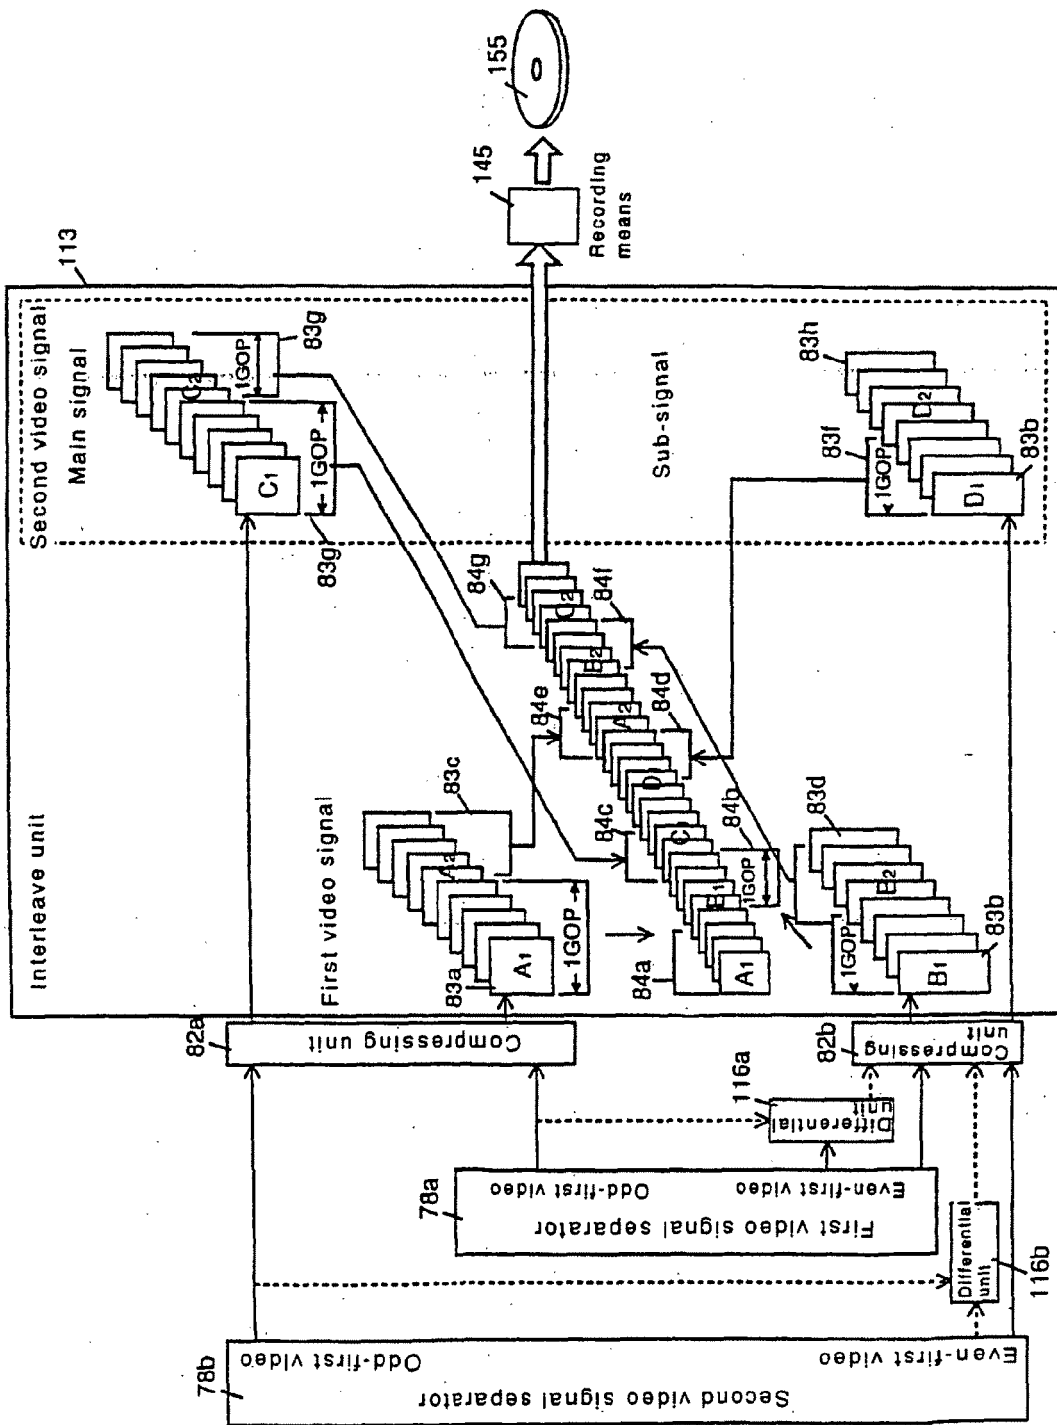 155
145
Recording means
113
Interleave unit
Second video signal
Main signal
83g
1GOP
C2
C1
1GOP
83g
Sub-signal
83h
D2
83f
1GOP
D1
83b
First video signal
83c
A2
A1
83a
1GOP
84g
C2
84f
B2
84e
A2
84d
D
84c
C
84b
B1
1GOP
84a
A1
83d
B2
1GOP
B1
83b
82a
Compressing unit
82b
Compressing unit
116a
Differential unit
78a
Odd-first video
Even-first video
First video signal separator
Differential unit
116b
78b
Odd-first video
Even-first video
Second video signal separator